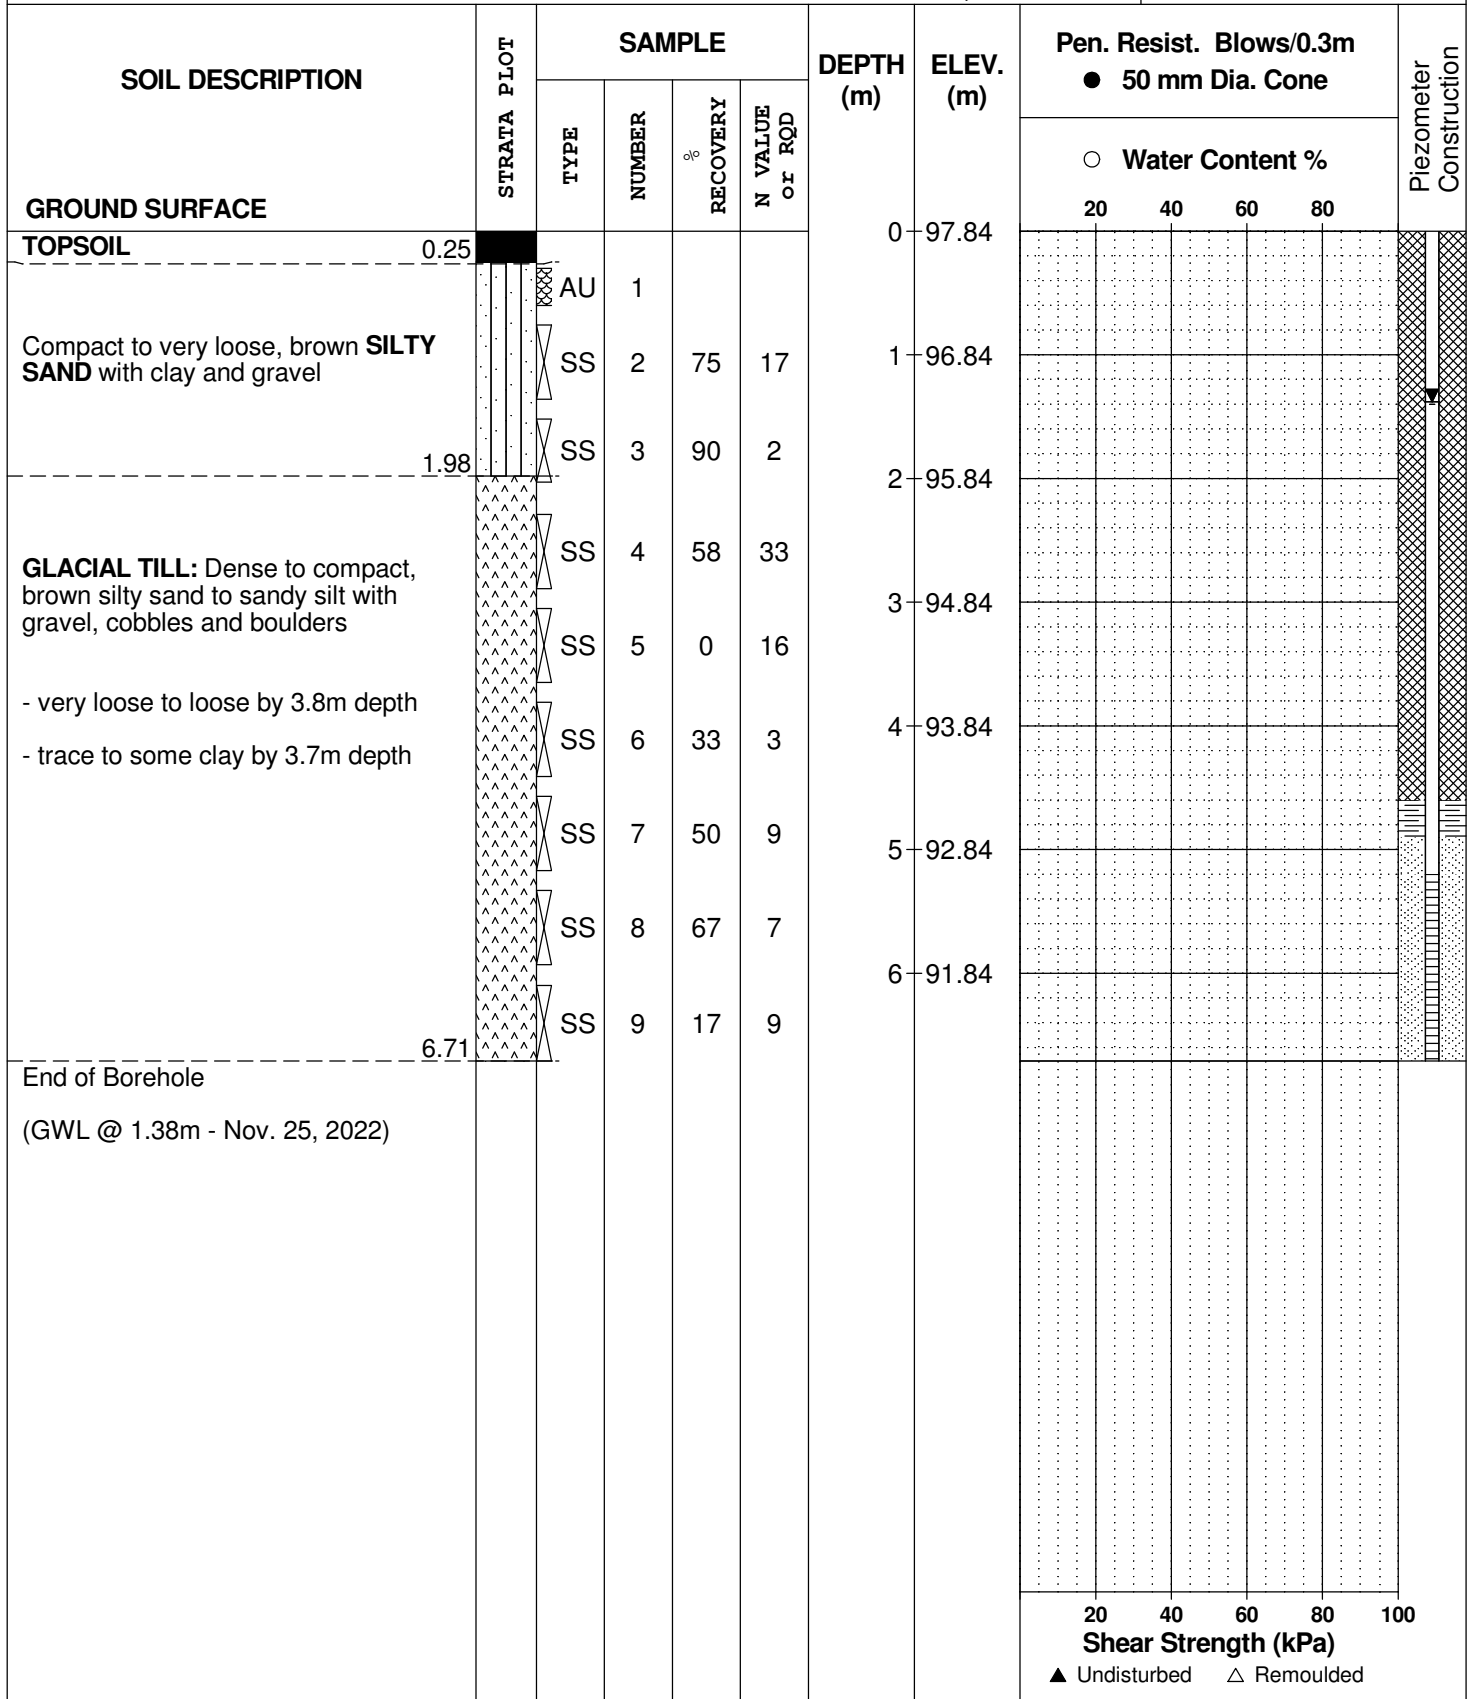 SOIL DESCRIPTION
GROUND SURFACE
STRATA PLOT
SAMPLE
TYPE
NUMBER
%
RECOVERY
N VALUE
or RQD
DEPTH
(m)
ELEV.
(m)
Pen. Resist. Blows/0.3m
● 50 mm Dia. Cone
○ Water Content %
20 40 60 80
Piezometer
Construction
TOPSOIL 0.25
0 97.84
AU 1
Compact to very loose, brown SILTY
SAND with clay and gravel
SS 2 75 17
1 96.84
SS 3 90 2
1.98
2 95.84
GLACIAL TILL: Dense to compact,
brown silty sand to sandy silt with
gravel, cobbles and boulders
SS 4 58 33
3 94.84
SS 5 0 16
- very loose to loose by 3.8m depth
- trace to some clay by 3.7m depth
4 93.84
SS 6 33 3
SS 7 50 9
5 92.84
SS 8 67 7
6 91.84
SS 9 17 9
6.71
End of Borehole
(GWL @ 1.38m - Nov. 25, 2022)
20 40 60 80 100
Shear Strength (kPa)
▲ Undisturbed △ Remoulded